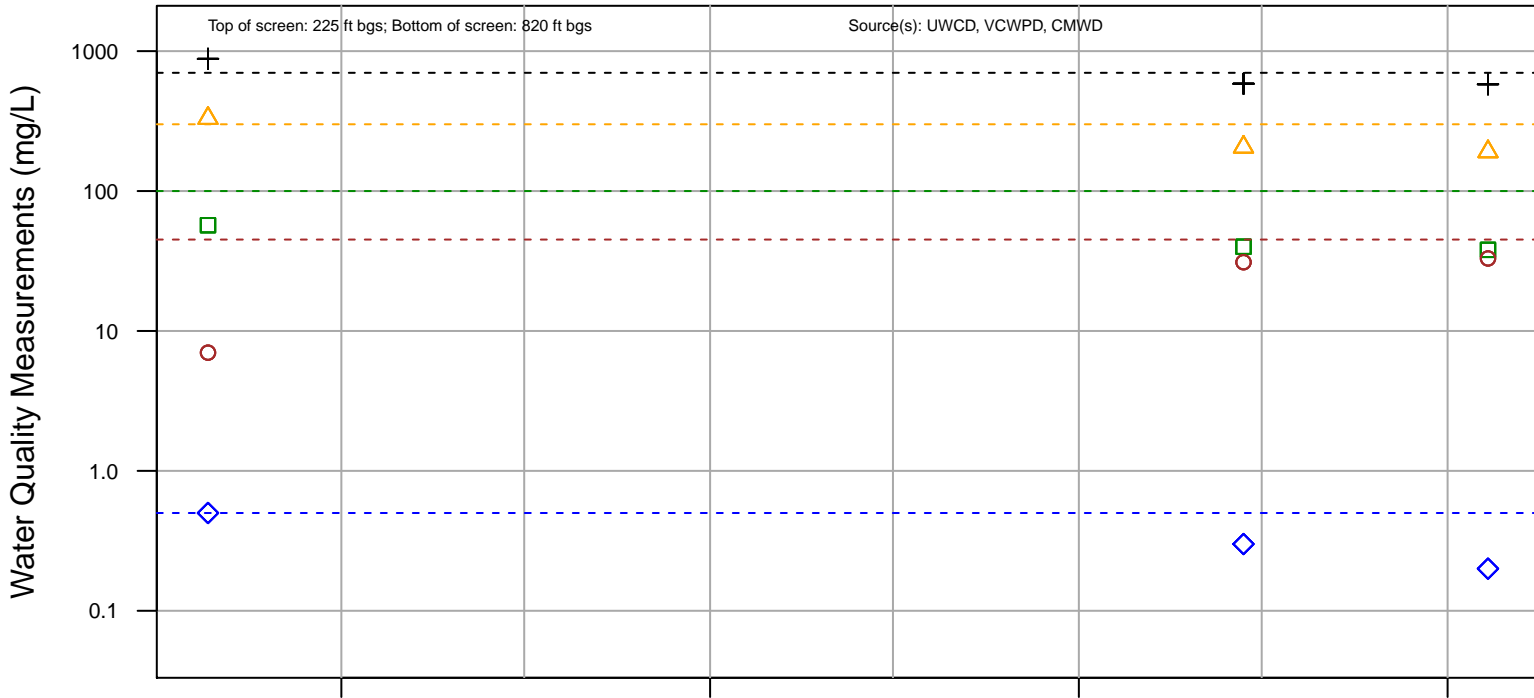 Top of screen: 225 ft bgs; Bottom of screen: 820 ft bgs
Source(s): UWCD, VCWPD, CMWD
Water Quality Measurements (mg/L)
1000
100
10
1.0
0.1